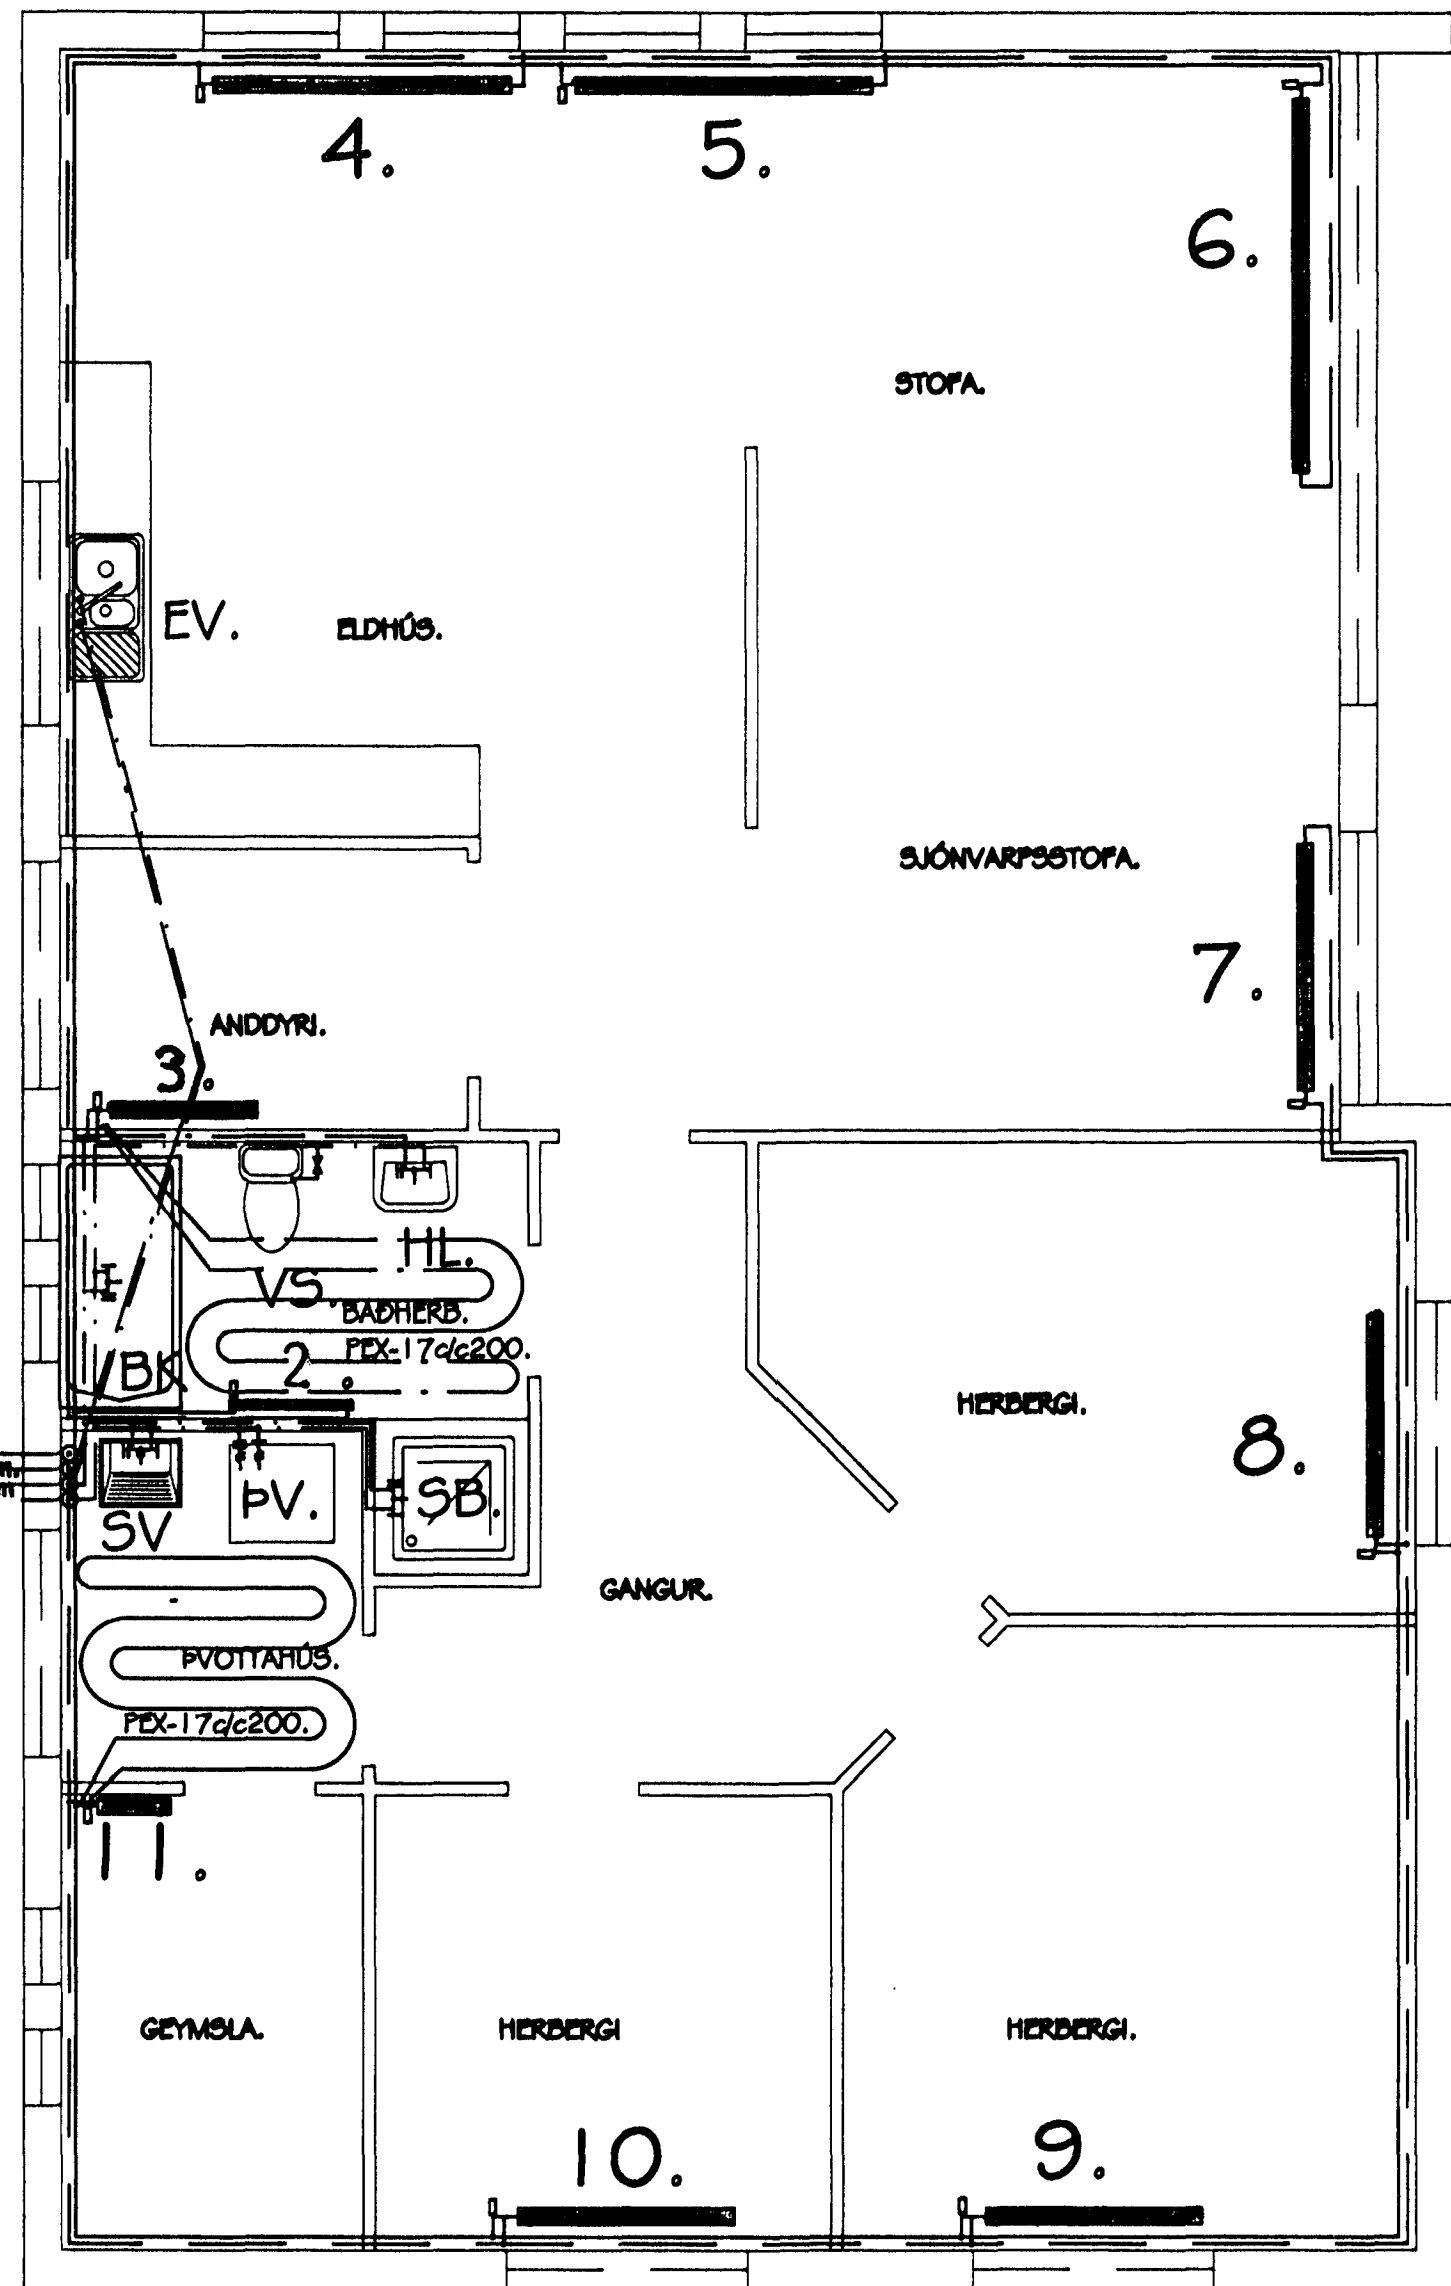 4.
5.
6.
STOFA.
EV.
ELDHÚS.
SJÓNVARPSSTOFA.
7.
ANDDYRI.
3.
HL.
VS.
BAÐHERB.
PEX-17c/c200.
2.
BK
HERBERGI.
8.
SV
ÞV.
SB.
GANGUR.
ÞVOTTAHÚS.
PEX-17c/c200.
11.
GEYMSLA.
HERBERGI
HERBERGI.
10.
9.